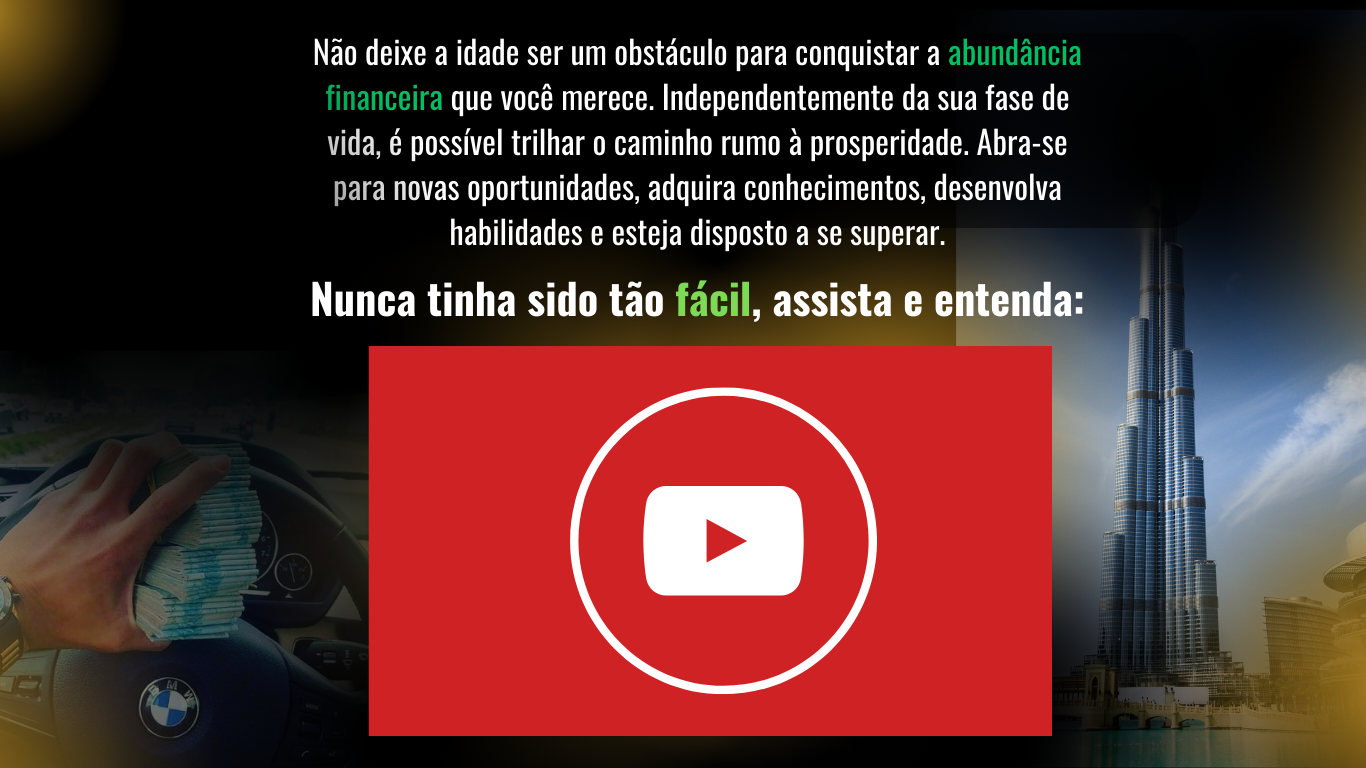 Não deixe a idade ser um obstáculo para conquistar a abundância
financeira que você merece. Independentemente da sua fase de
vida, é possível trilhar o caminho rumo à prosperidade. Abra-se
para novas oportunidades, adquira conhecimentos, desenvolva
habilidades e esteja disposto a se superar.
Nunca tinha sido tão fácil, assista e entenda:
BMW